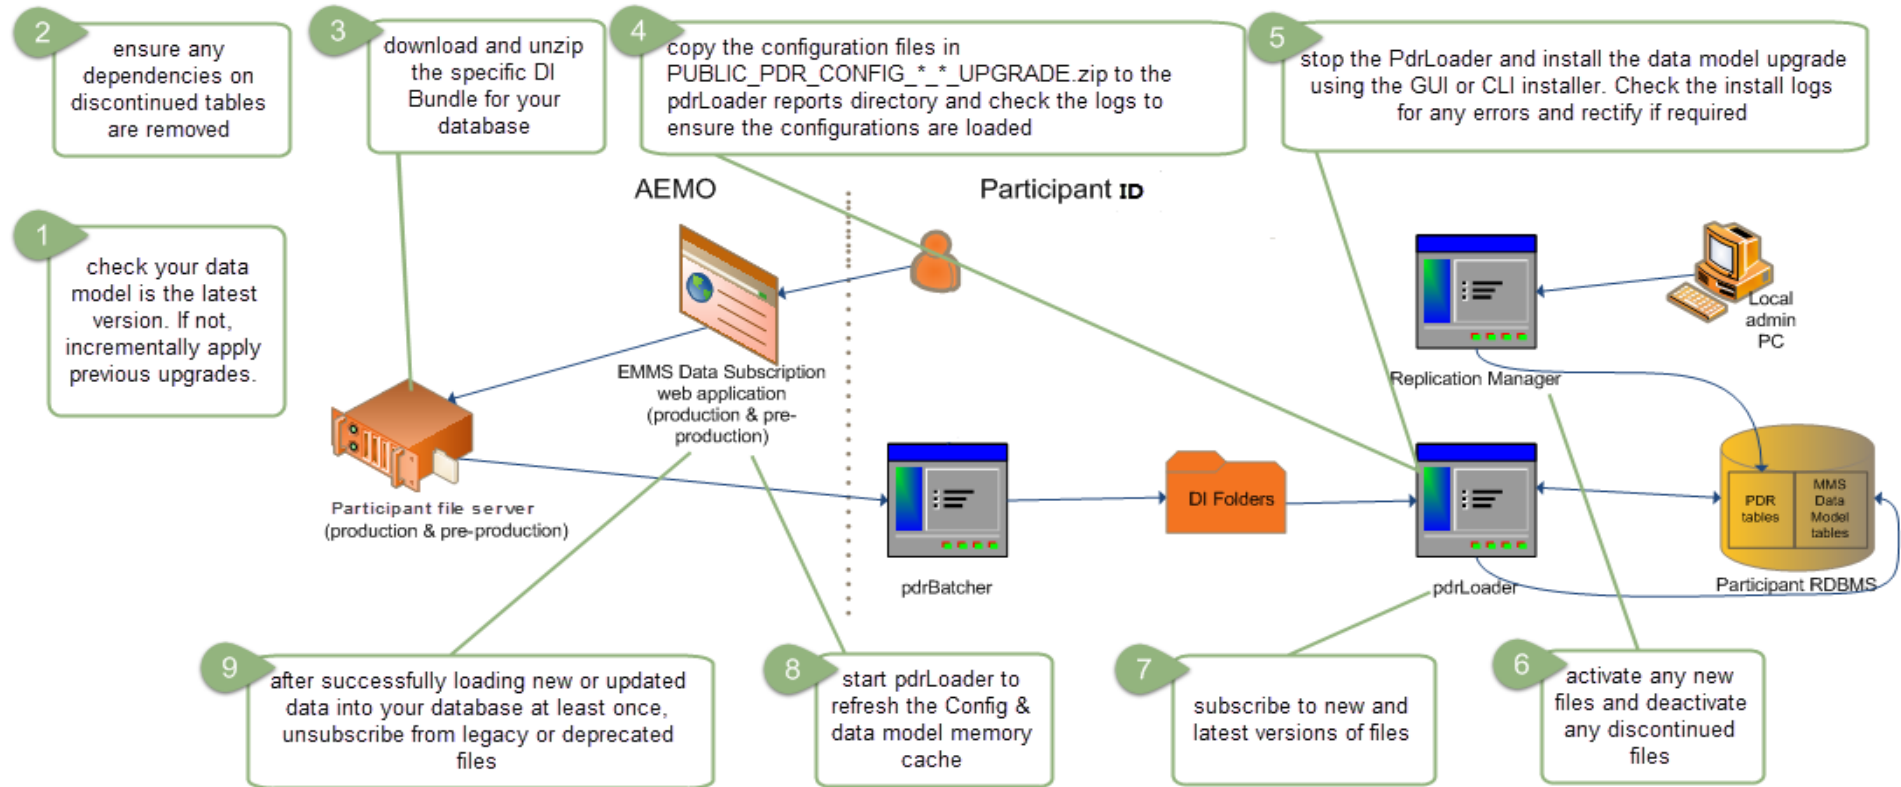 2
ensure any
dependencies on
discontinued tables
are removed
3
download and unzip
the specific DI
Bundle for your
database
4
copy the configuration files in
PUBLIC_PDR_CONFIG_*_*_UPGRADE.zip to the
pdrLoader reports directory and check the logs to
ensure the configurations are loaded
5
stop the PdrLoader and install the data model upgrade
using the GUI or CLI installer. Check the install logs
for any errors and rectify if required
1
check your data
model is the latest
version. If not,
incrementally apply
previous upgrades.
AEMO
Participant ID
EMMS Data Subscription
web application
(production & pre-
production)
Local
admin
PC
Replication Manager
Participant file server
(production & pre-production)
pdrBatcher
DI Folders
pdrLoader
PDR
tables
MMS
Data
Model
tables
Participant RDBMS
9
after successfully loading new or updated
data into your database at least once,
unsubscribe from legacy or deprecated
files
8
start pdrLoader to
refresh the Config &
data model memory
cache
7
subscribe to new and
latest versions of files
6
activate any new
files and deactivate
any discontinued
files